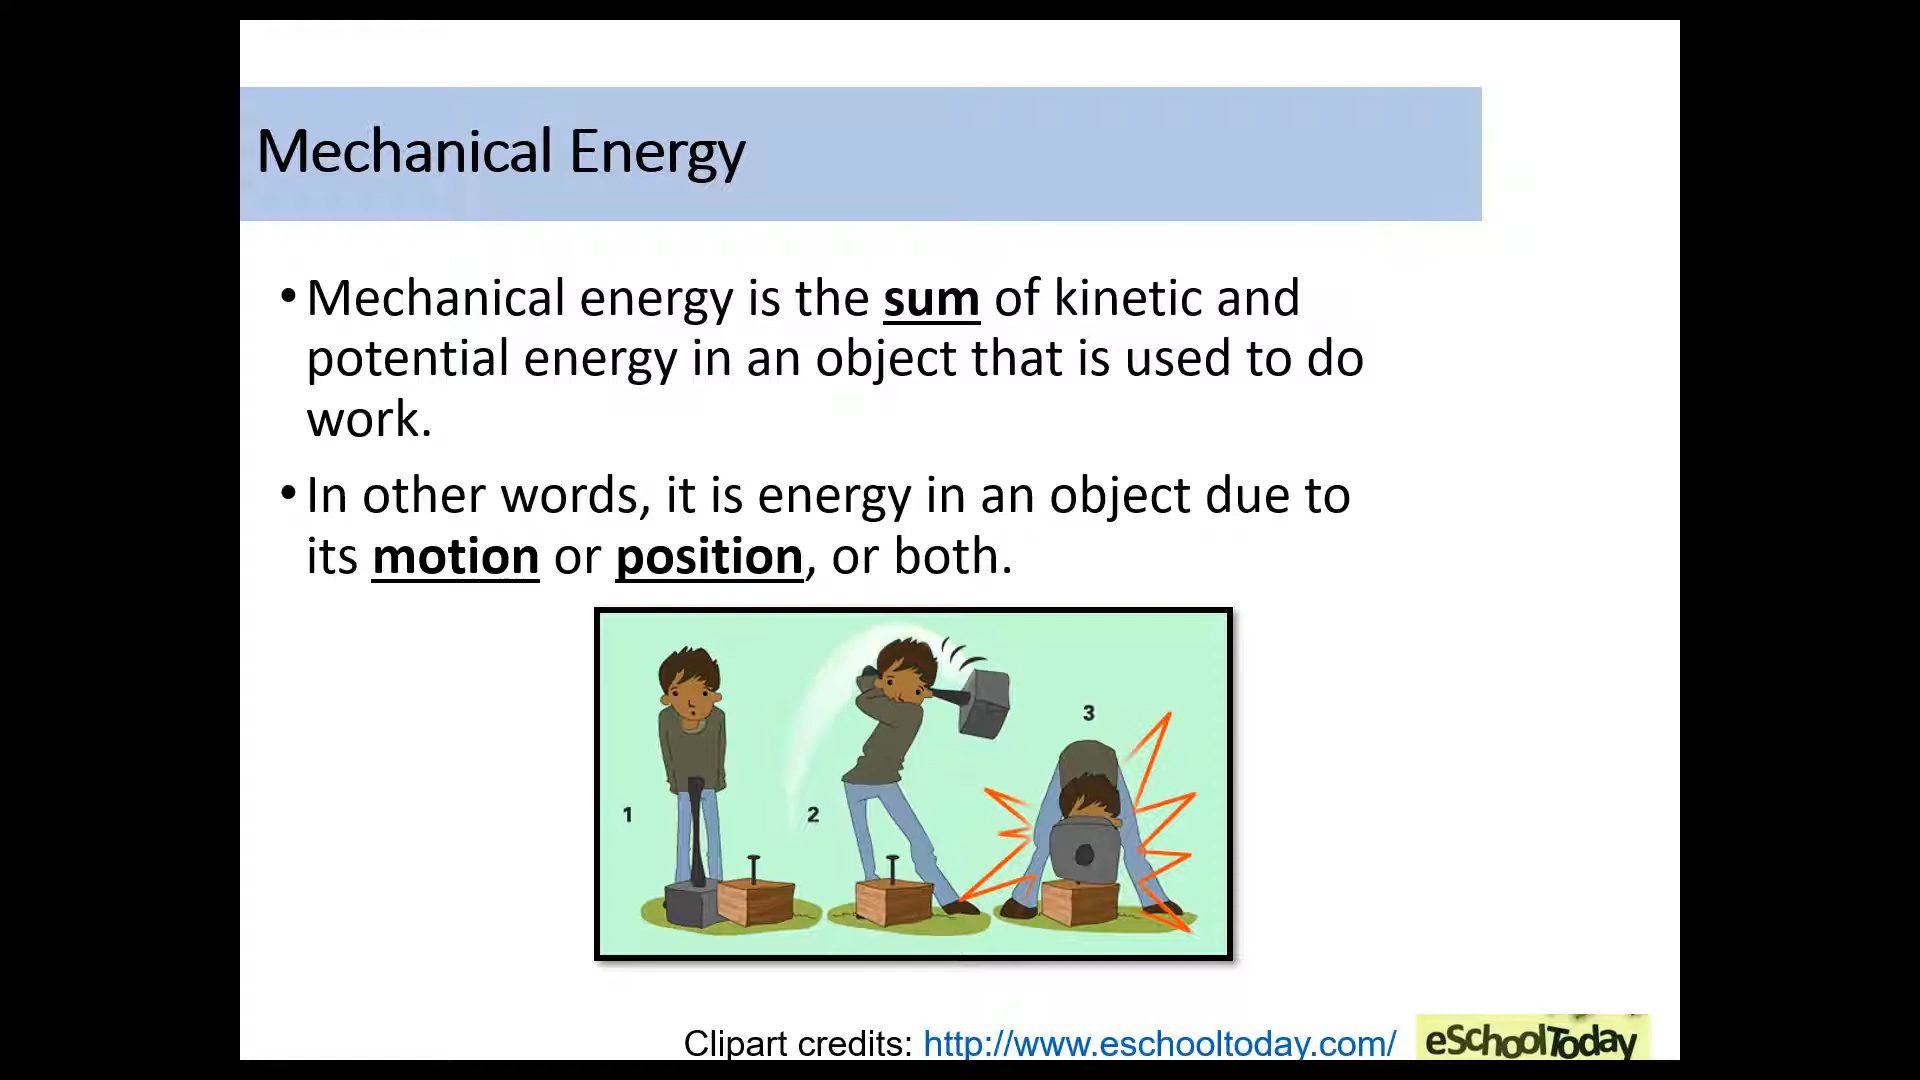 Mechanical Energy
• Mechanical energy is the sum of kinetic and
potential energy in an object that is used to do
work.
• In other words, it is energy in an object due to
its motion or position, or both.
1
2
3
Clipart credits: http://www.eschooltoday.com/
eSchoolToday